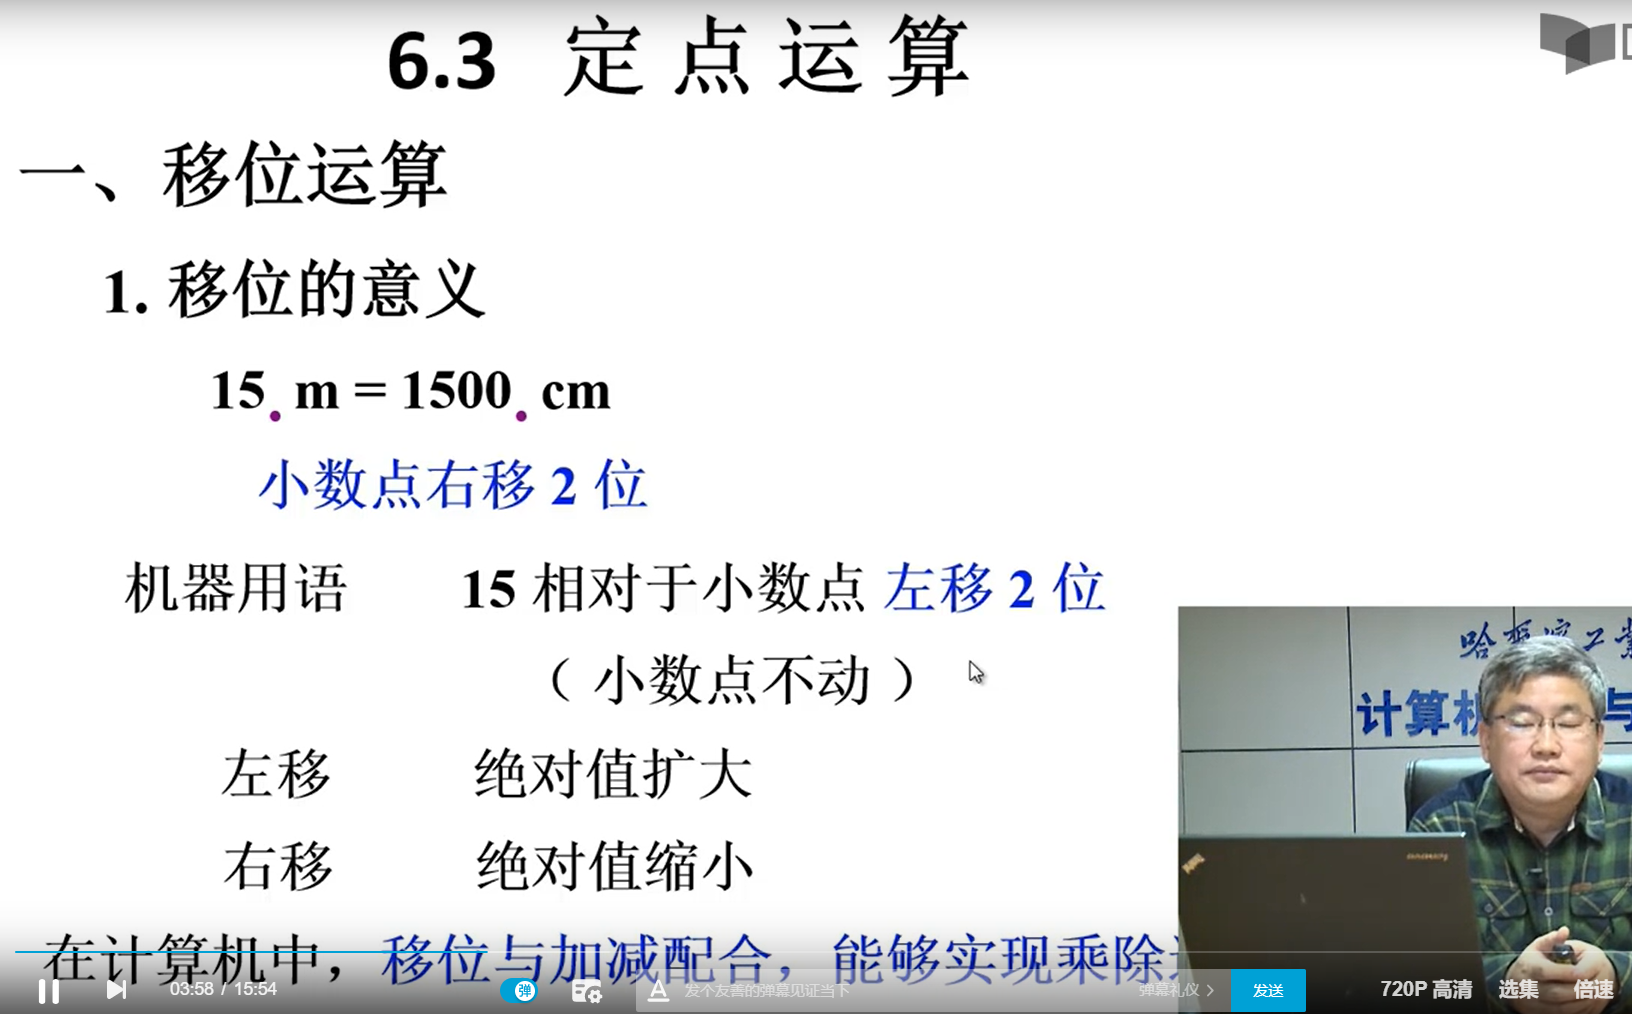 6.3 定点运算
一、移位运算
1. 移位的意义
15. m = 1500. cm
小数点右移 2 位
机器用语 15 相对于小数点 左移 2 位
( 小数点不动 )
左移 绝对值扩大
右移 绝对值缩小
在计算机中，移位与加减配合，能够实现乘除
哈尔滨工业
计算机 与
03:58 / 15:54
弹
A 发个友善的弹幕见证当下
弹幕礼仪 >
发送
720P 高清
选集
倍速